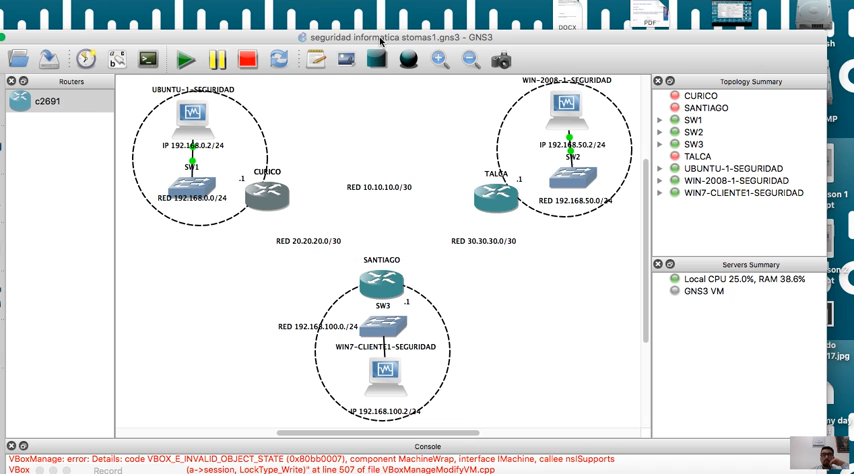 DOCX
PDF
seguridad informatica stomas1.gns3 - GNS3
Routers
c2691
UBUNTU-1-SEGURIDAD
IP 192.168.0.2/24
SW1
RED 192.168.0.0/24
CURICO
.1
RED 10.10.10.0/30
WIN-2008-1-SEGURIDAD
IP 192.168.50.2/24
SW2
TALCA
.1
RED 192.168.50.0/24
RED 20.20.20.0/30
RED 30.30.30.0/30
SANTIAGO
.1
SW3
RED 192.168.100.0./24
WIN7-CLIENTE1-SEGURIDAD
IP 192.168.100.2/24
Topology Summary
CURICO
SANTIAGO
SW1
SW2
SW3
TALCA
UBUNTU-1-SEGURIDAD
WIN-2008-1-SEGURIDAD
WIN7-CLIENTE1-SEGURIDAD
Servers Summary
Local CPU 25.0%, RAM 38.6%
GNS3 VM
Console
VBoxManage: error: Details: code VBOX_E_INVALID_OBJECT_STATE (0x80bb0007), component MachineWrap, interface IMachine, callee nsISupports
VBox (a->session, LockType_Write)" at line 507 of file VBoxManageModifyVM.cpp
Record